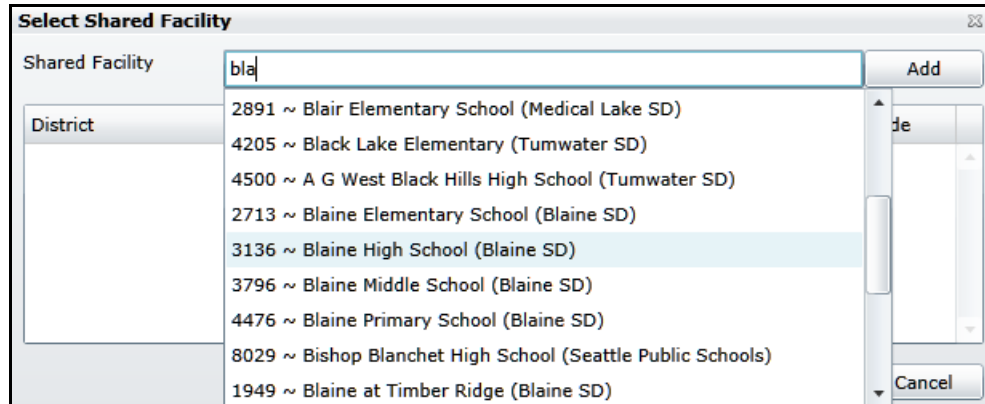 Select Shared Facility
Shared Facility bla Add
District de
2891 ~ Blair Elementary School (Medical Lake SD)
4205 ~ Black Lake Elementary (Tumwater SD)
4500 ~ A G West Black Hills High School (Tumwater SD)
2713 ~ Blaine Elementary School (Blaine SD)
3136 ~ Blaine High School (Blaine SD)
3796 ~ Blaine Middle School (Blaine SD)
4476 ~ Blaine Primary School (Blaine SD)
8029 ~ Bishop Blanchet High School (Seattle Public Schools)
1949 ~ Blaine at Timber Ridge (Blaine SD)
Cancel